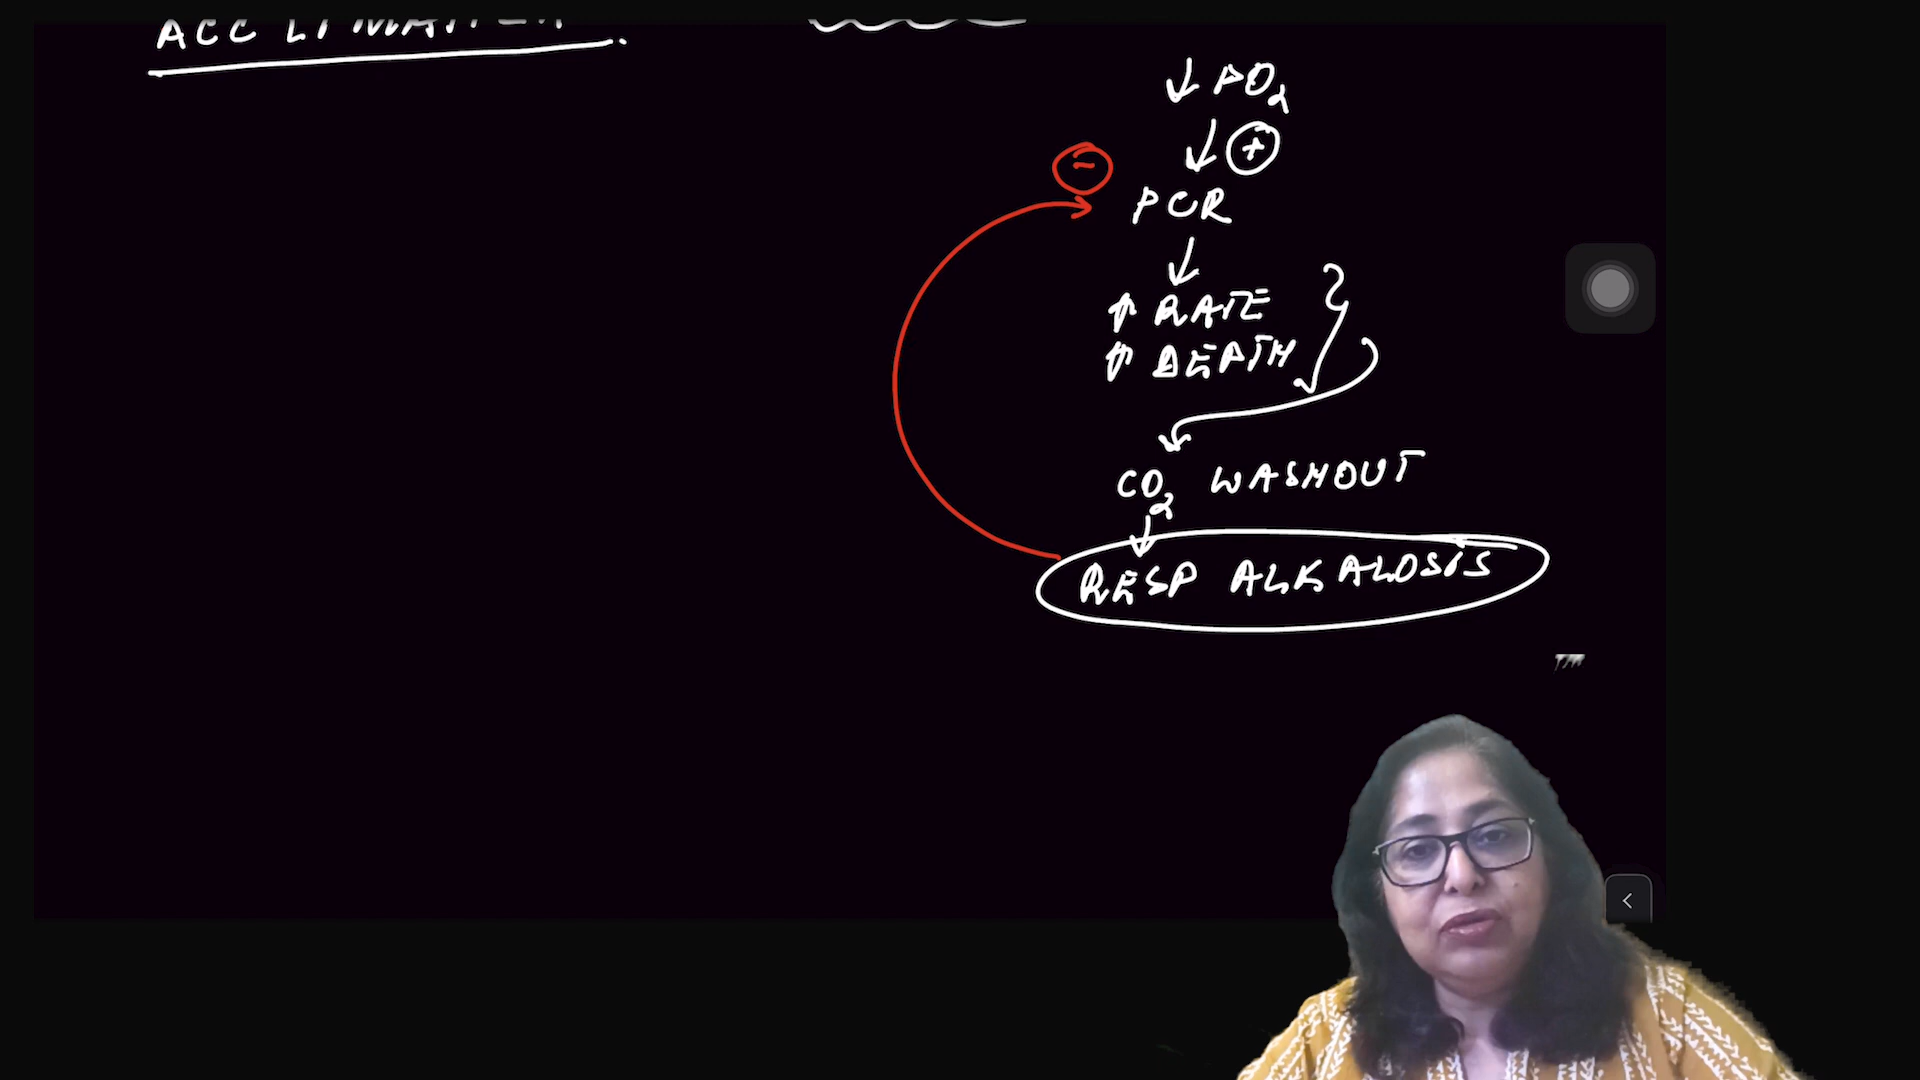 ↓ PO2
↓ +
−
PCR
↓
↑ RATE
↑ DEPTH
CO2 WASHOUT
↓
RESP ALKALOSIS